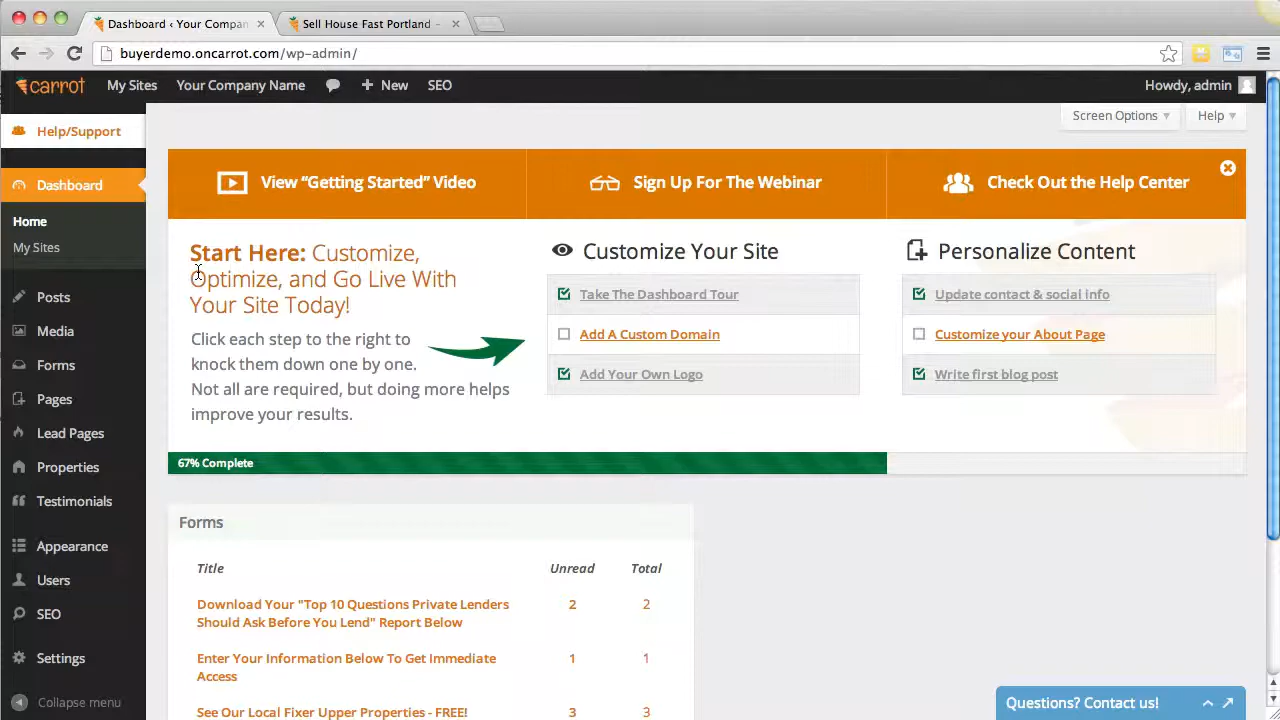 Dashboard ‹ Your Compan
Sell House Fast Portland -
buyerdemo.oncarrot.com/wp-admin/
carrot
My Sites
Your Company Name
+ New
SEO
Howdy, admin
Help/Support
Dashboard
Home
My Sites
Posts
Media
Forms
Pages
Lead Pages
Properties
Testimonials
Appearance
Users
SEO
Settings
Collapse menu
Screen Options
Help
View “Getting Started” Video
Sign Up For The Webinar
Check Out the Help Center
Start Here: Customize,
Optimize, and Go Live With
Your Site Today!
Click each step to the right to
knock them down one by one.
Not all are required, but doing more helps
improve your results.
Customize Your Site
Take The Dashboard Tour
Add A Custom Domain
Add Your Own Logo
Personalize Content
Update contact & social info
Customize your About Page
Write first blog post
67% Complete
Forms
Title Unread Total
Download Your "Top 10 Questions Private Lenders 2 2
Should Ask Before You Lend" Report Below
Enter Your Information Below To Get Immediate 1 1
Access
See Our Local Fixer Upper Properties - FREE! 3 3
Questions? Contact us!